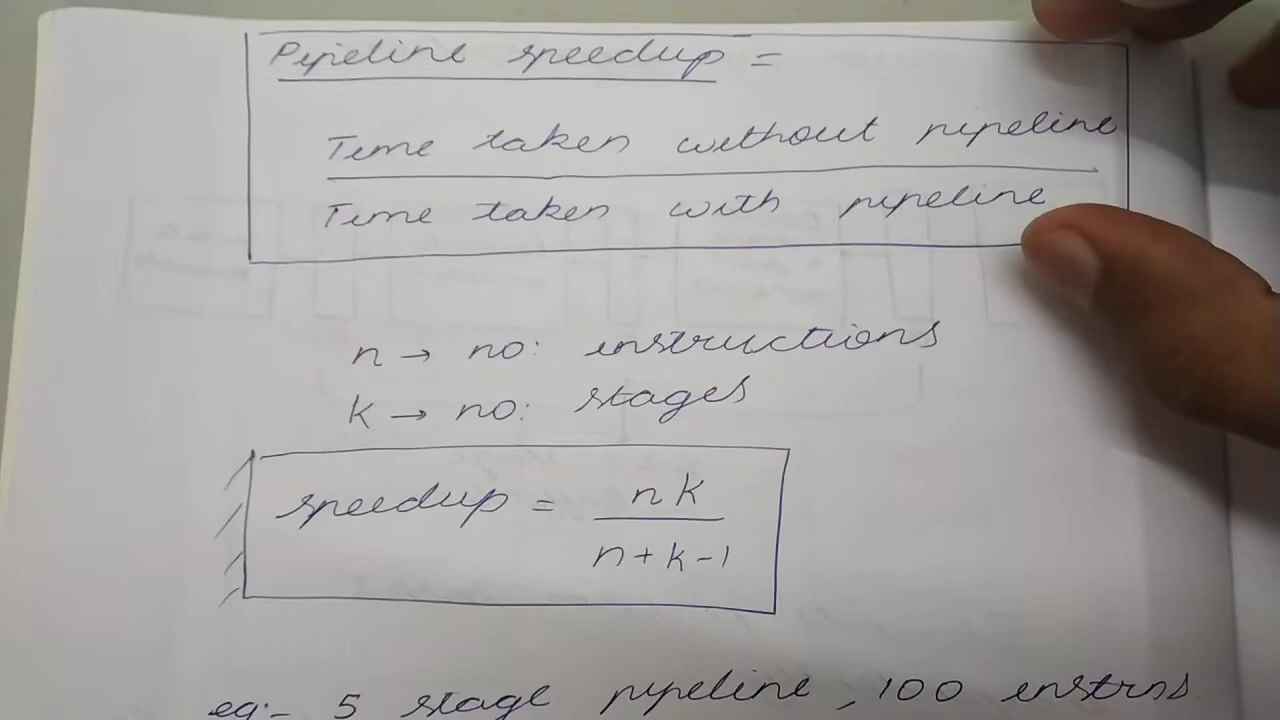 Pipeline speedup =
Time taken without pipeline
Time taken with pipeline
n → no: instructions
k → no: stages
speedup = nk
n+k-1
eg:- 5 stage pipeline, 100 instrns